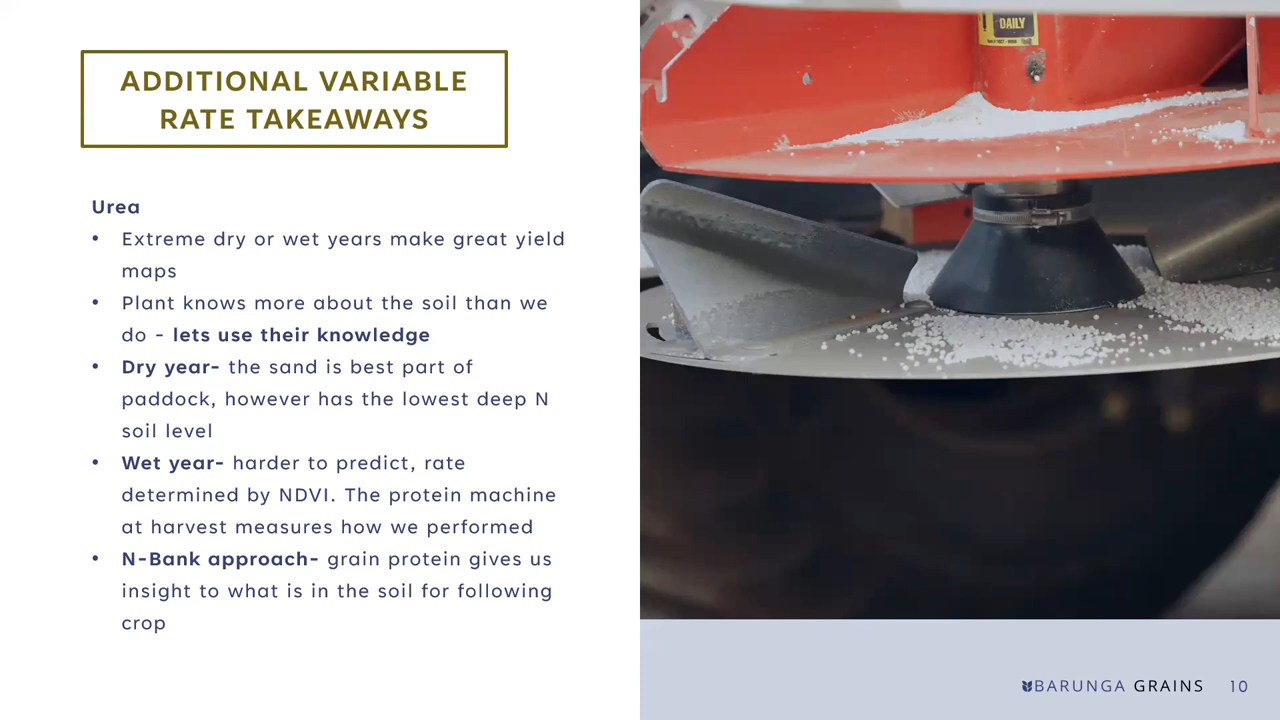 ADDITIONAL VARIABLE
RATE TAKEAWAYS
Urea
• Extreme dry or wet years make great yield
maps
• Plant knows more about the soil than we
do - lets use their knowledge
• Dry year- the sand is best part of
paddock, however has the lowest deep N
soil level
• Wet year- harder to predict, rate
determined by NDVI. The protein machine
at harvest measures how we performed
• N-Bank approach- grain protein gives us
insight to what is in the soil for following
crop
DAILY
BARUNGA GRAINS 10